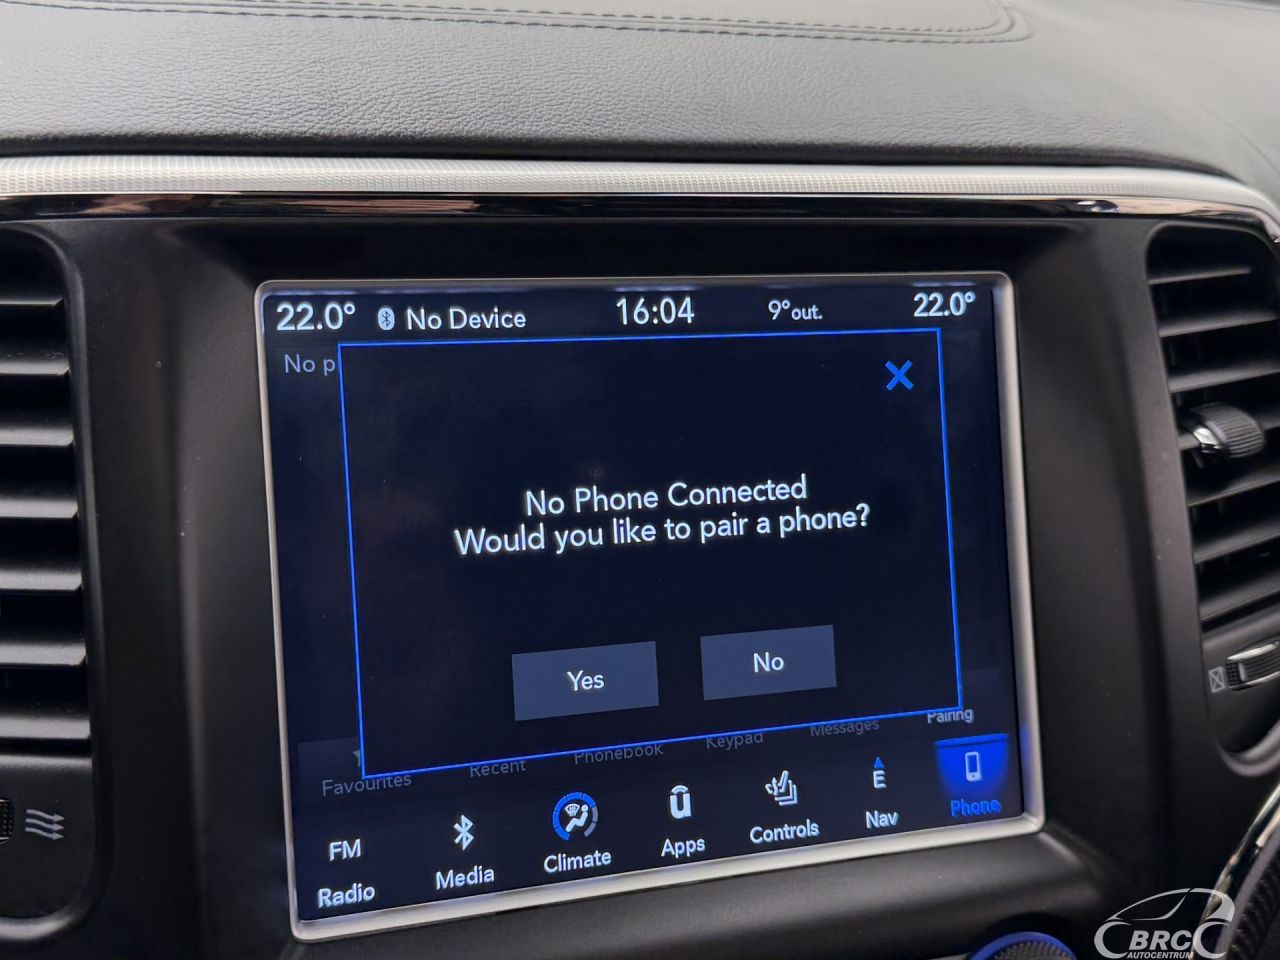 22.0° No Device 16:04 9°out. 22.0°
No p
No Phone Connected
Would you like to pair a phone?
Yes No
Favourites Recent Phonebook Keypad Messages Pairing
FM E
Radio Media Climate Apps Controls Nav Phone
BRC
AUTOCENTRUM